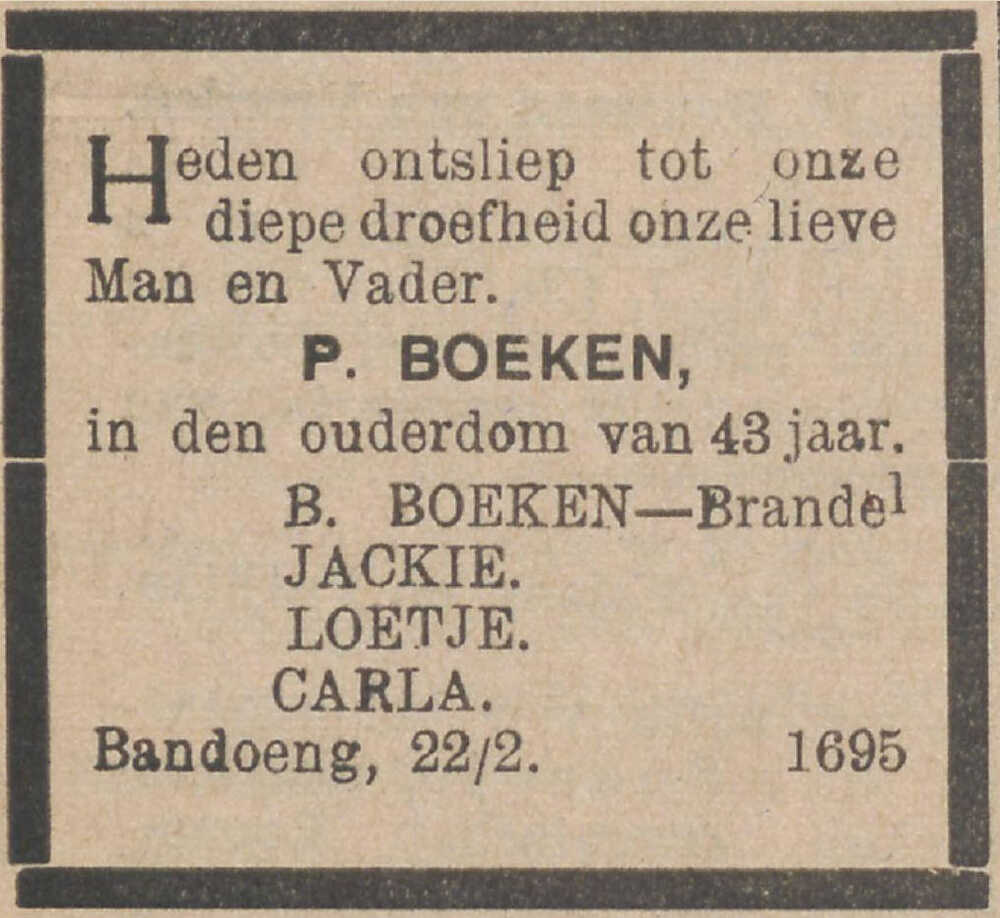 Heden ontsliep tot onze
diepe droefheid onze lieve
Man en Vader.
P. BOEKEN,
in den ouderdom van 43 jaar.
B. BOEKEN—Brandel
JACKIE.
LOETJE.
CARLA.
Bandoeng, 22/2. 1695